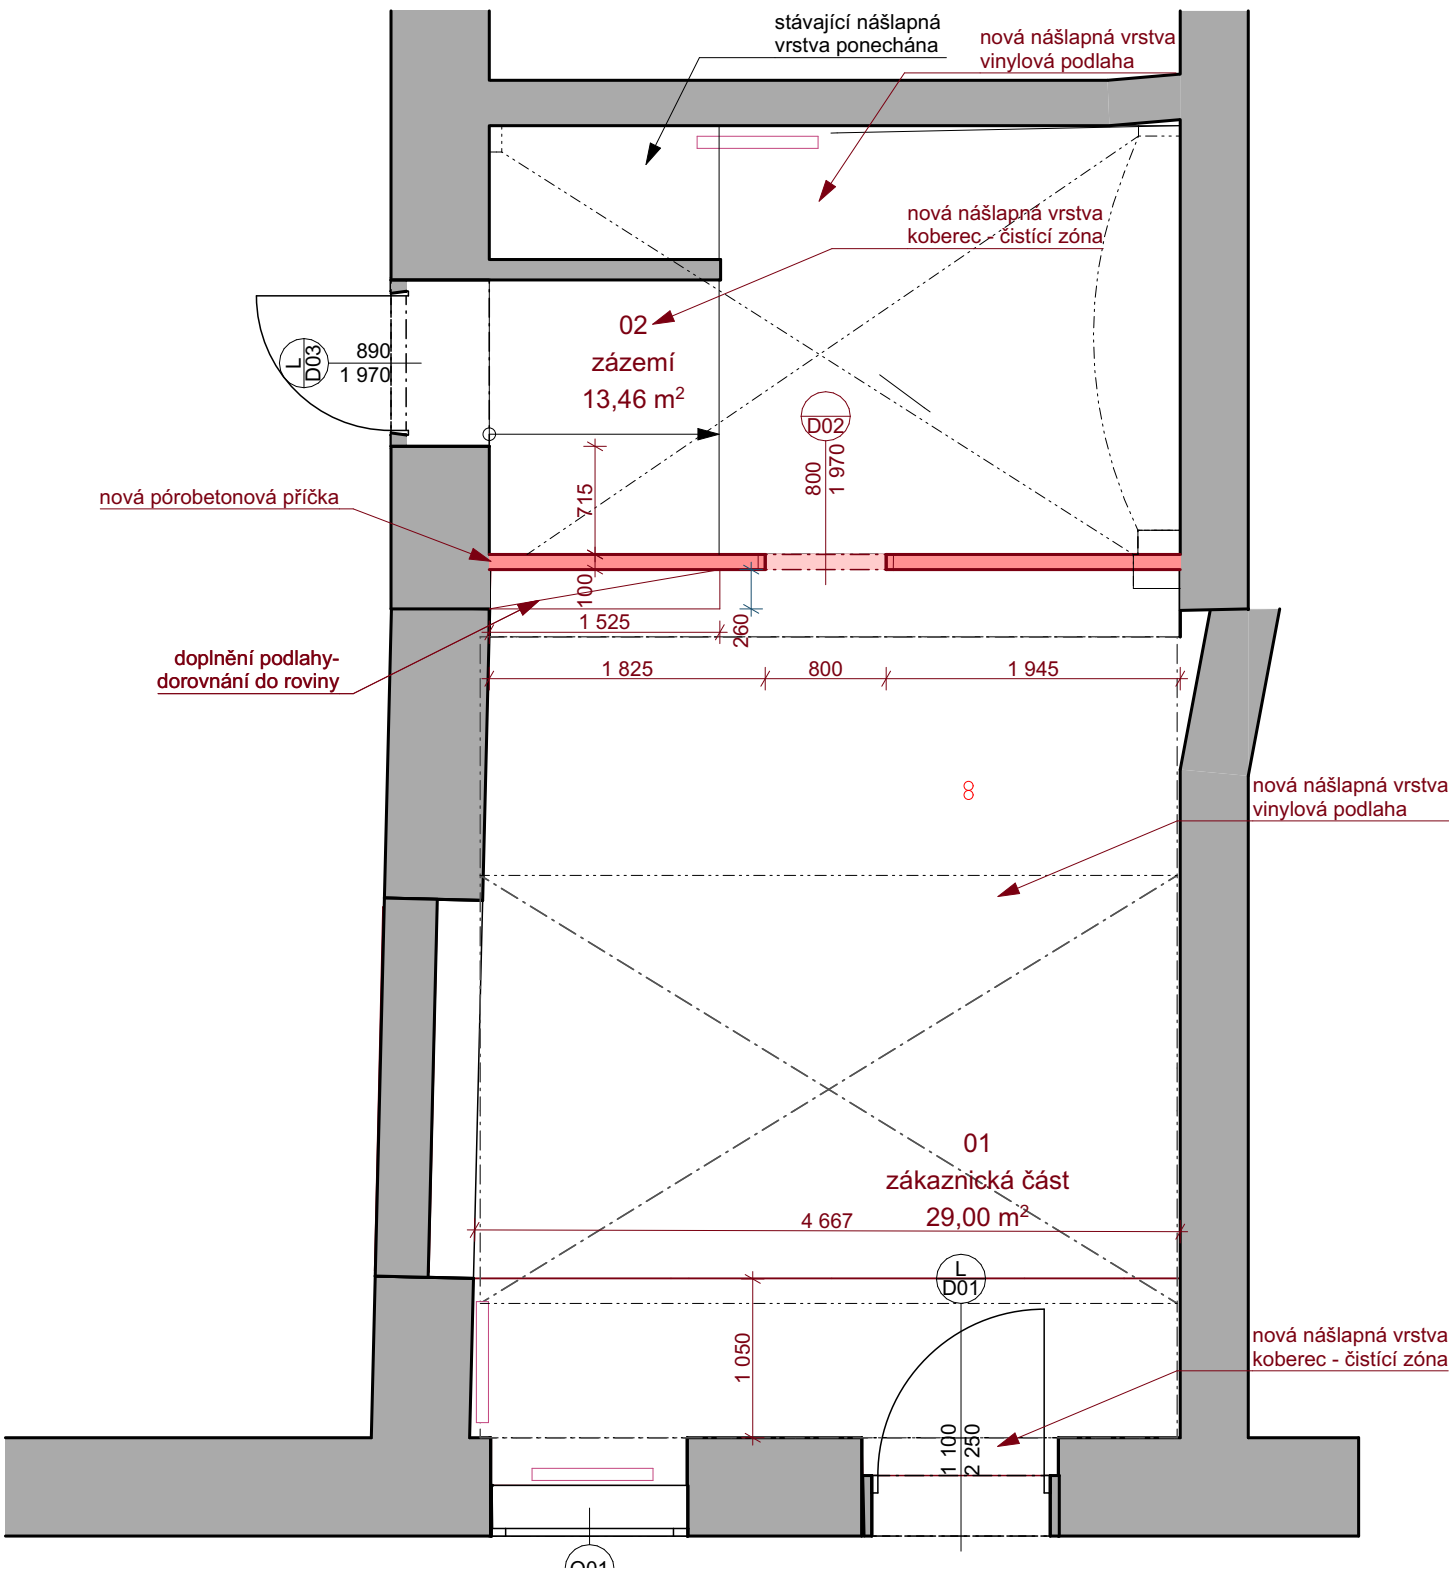 stávající nášlapná
vrstva ponechána
nová nášlapná vrstva
vinylová podlaha
nová nášlapná vrstva
koberec - čistící zóna
02
zázemí
13,46 m²
L
D03
890
1 970
D02
800
1 970
nová pórobetonová příčka
715
100
1 525
260
doplnění podlahy-
dorovnání do roviny
1 825
800
1 945
nová nášlapná vrstva
vinylová podlaha
01
zákaznická část
29,00 m²
4 667
L
D01
1 050
nová nášlapná vrstva
koberec - čistící zóna
1 100
2 250